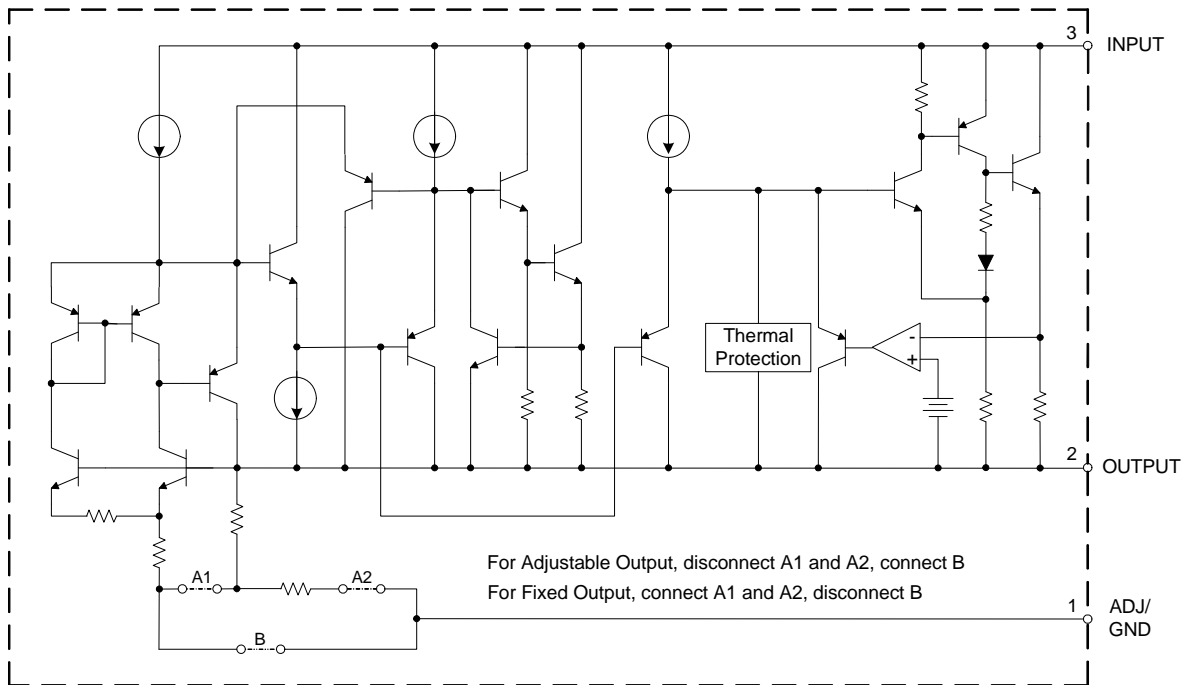 3
INPUT
Thermal
Protection
-
+
2
OUTPUT
For Adjustable Output, disconnect A1 and A2, connect B
For Fixed Output, connect A1 and A2, disconnect B
A1
A2
1
ADJ/
GND
B